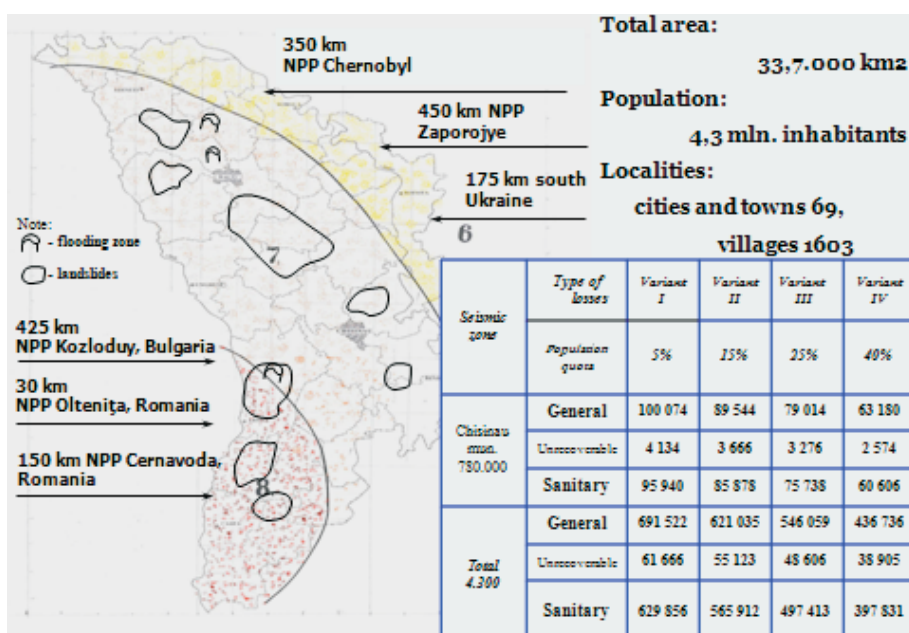 350 km
NPP Chernobyl
450 km NPP
Zaporojye
175 km south
Ukraine
6
7
8
Note:
- flooding zone
- landslides
425 km
NPP Kozloduy, Bulgaria
30 km
NPP Olteniţa, Romania
150 km NPP Cernavoda,
Romania
Total area:
33,7.000 km2
Population:
4,3 mln. inhabitants
Localities:
cities and towns 69,
villages 1603
Seismic zone Type of losses Variant I Variant II Variant III Variant IV
Population quota 5% 15% 25% 40%
Chisinau mun. 780.000 General 100 074 89 544 79 014 63 180
Unrecoverable 4 134 3 666 3 276 2 574
Sanitary 95 940 85 878 75 738 60 606
Total 4.300 General 691 522 621 035 546 059 436 736
Unrecoverable 61 666 55 123 48 606 38 905
Sanitary 629 856 565 912 497 413 397 831